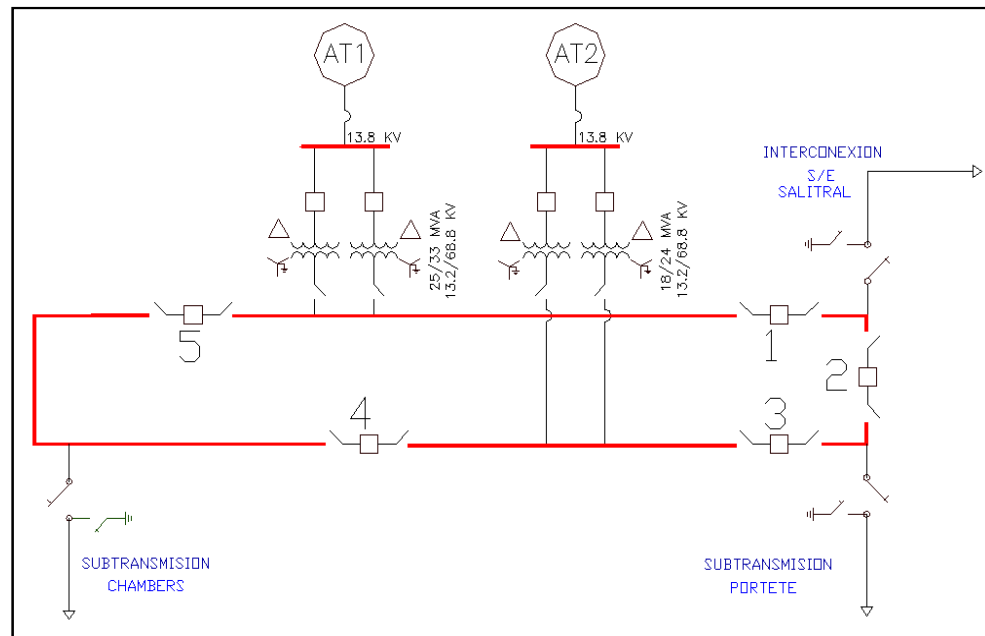 AT1
AT2
13.8 KV
13.8 KV
INTERCONEXION
S/E
SALITRAL
25/33 MVA
13.2/68.8 KV
18/24 MVA
13.2/68.8 KV
5
1
2
4
3
SUBTRANSMISION
CHAMBERS
SUBTRANSMISION
PORTETE